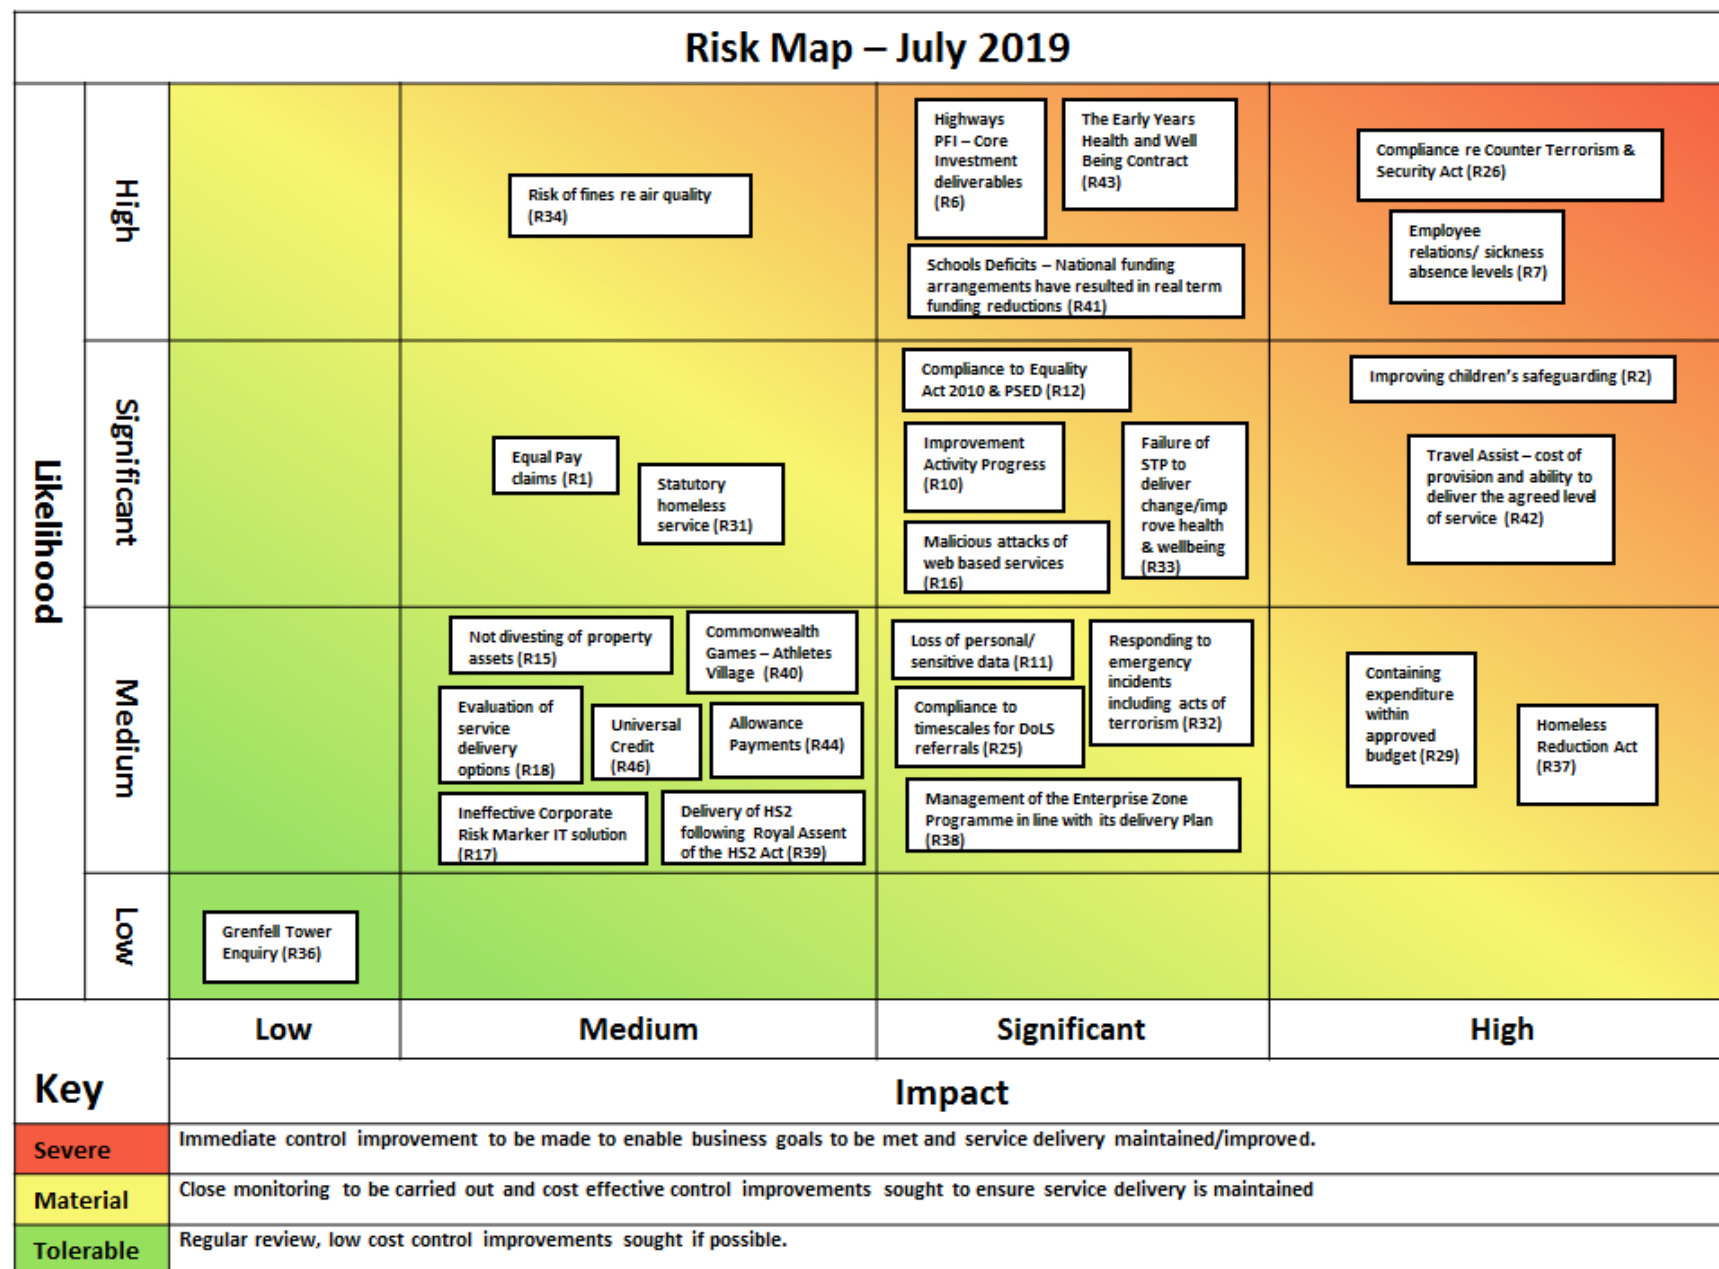 Risk Map – July 2019
Likelihood
High
Risk of fines re air quality
(R34)
Highways
PFI – Core
Investment
deliverables
(R6)
The Early Years
Health and Well
Being Contract
(R43)
Schools Deficits – National funding
arrangements have resulted in real term
funding reductions (R41)
Compliance re Counter Terrorism &
Security Act (R26)
Employee
relations/ sickness
absence levels (R7)
Significant
Equal Pay
claims (R1)
Statutory
homeless
service (R31)
Compliance to Equality
Act 2010 & PSED (R12)
Improvement
Activity Progress
(R10)
Malicious attacks of
web based services
(R16)
Failure of
STP to
deliver
change/imp
rove health
& wellbeing
(R33)
Improving children's safeguarding (R2)
Travel Assist – cost of
provision and ability to
deliver the agreed level
of service (R42)
Medium
Not divesting of property
assets (R15)
Commonwealth
Games – Athletes
Village (R40)
Evaluation of
service
delivery
options (R18)
Universal
Credit
(R46)
Allowance
Payments (R44)
Ineffective Corporate
Risk Marker IT solution
(R17)
Delivery of HS2
following Royal Assent
of the HS2 Act (R39)
Loss of personal/
sensitive data (R11)
Compliance to
timescales for DoLS
referrals (R25)
Responding to
emergency
incidents
including acts of
terrorism (R32)
Management of the Enterprise Zone
Programme in line with its delivery Plan
(R38)
Containing
expenditure
within
approved
budget (R29)
Homeless
Reduction Act
(R37)
Low
Grenfell Tower
Enquiry (R36)
Low
Medium
Significant
High
Key
Impact
Severe
Immediate control improvement to be made to enable business goals to be met and service delivery maintained/improved.
Material
Close monitoring to be carried out and cost effective control improvements sought to ensure service delivery is maintained
Tolerable
Regular review, low cost control improvements sought if possible.